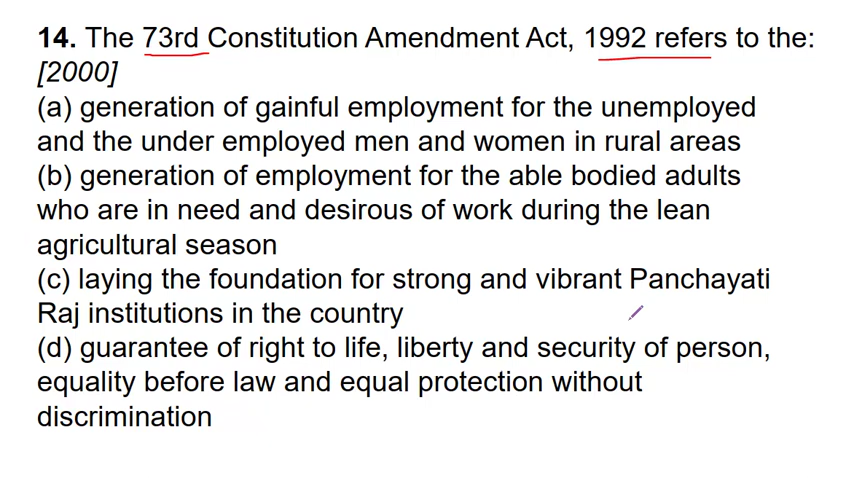 14. The 73rd Constitution Amendment Act, 1992 refers to the:
[2000]
(a) generation of gainful employment for the unemployed
and the under employed men and women in rural areas
(b) generation of employment for the able bodied adults
who are in need and desirous of work during the lean
agricultural season
(c) laying the foundation for strong and vibrant Panchayati
Raj institutions in the country
(d) guarantee of right to life, liberty and security of person,
equality before law and equal protection without
discrimination